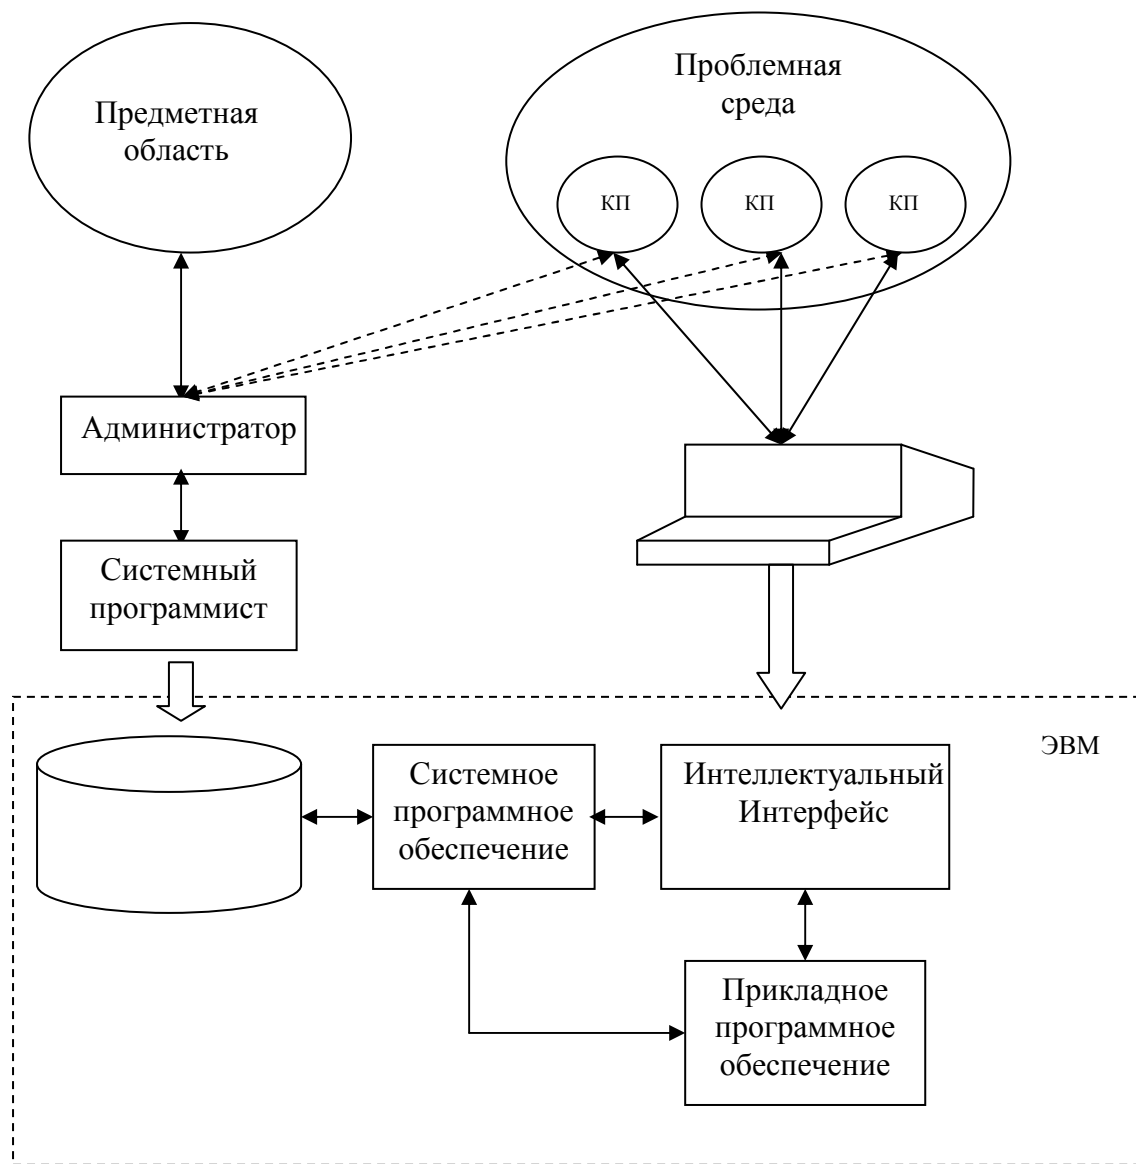 Предметная
область
Проблемная
среда
КП
КП
КП
Администратор
Системный
программист
ЭВМ
Системное
программное
обеспечение
Интеллектуальный
Интерфейс
Прикладное
программное
обеспечение